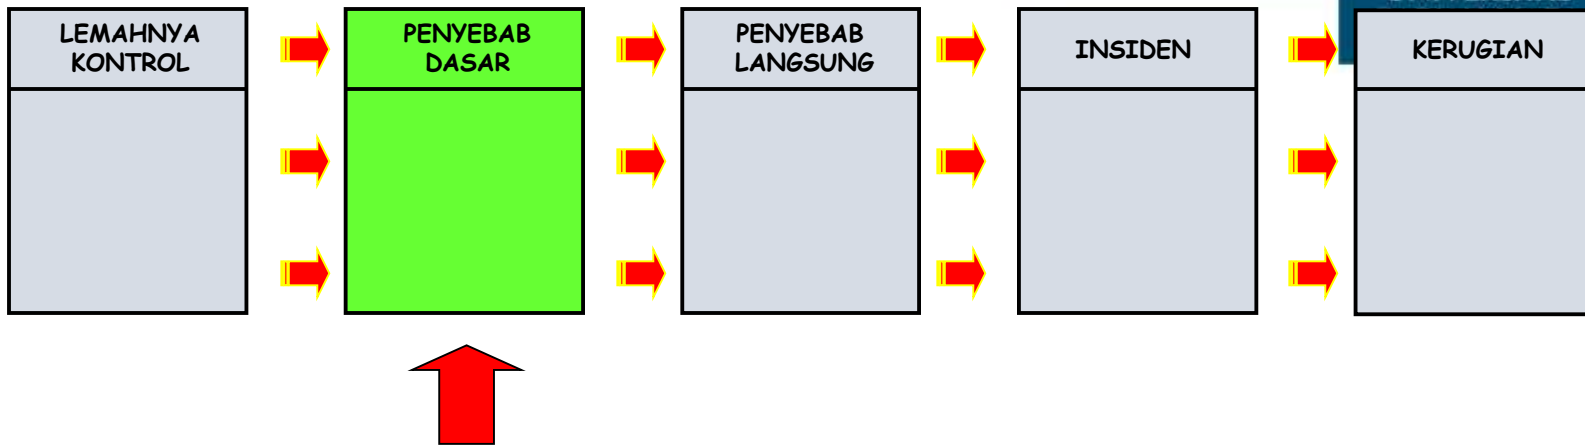 LEMAHNYA
KONTROL
PENYEBAB
DASAR
PENYEBAB
LANGSUNG
INSIDEN
KERUGIAN